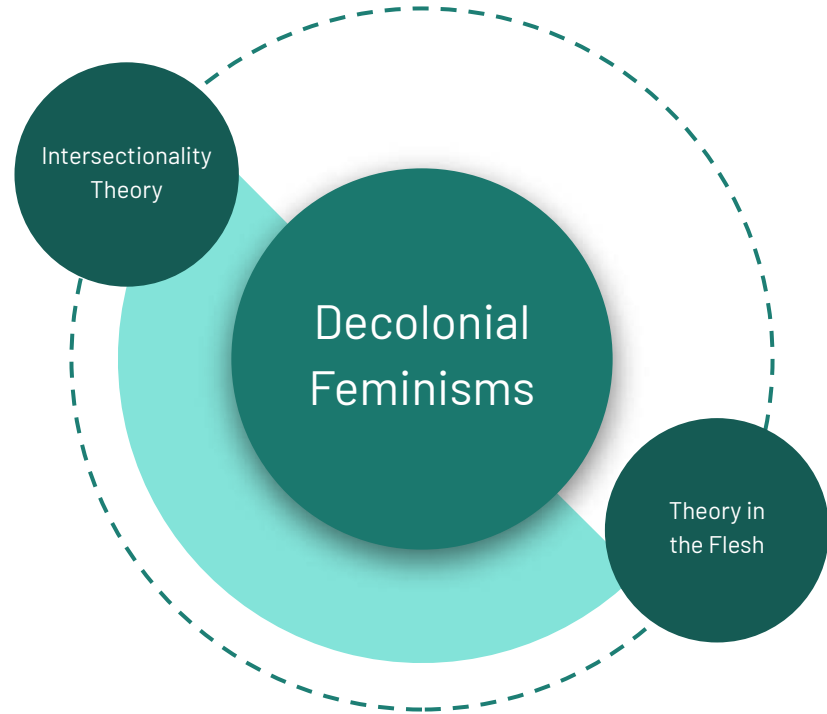 Intersectionality
Theory
Decolonial
Feminisms
Theory in
the Flesh